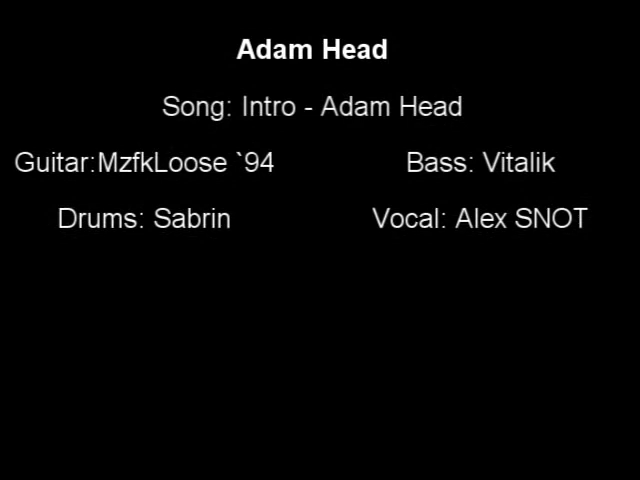 Adam Head
Song: Intro - Adam Head
Guitar:MzfkLoose `94 Bass: Vitalik
Drums: Sabrin Vocal: Alex SNOT